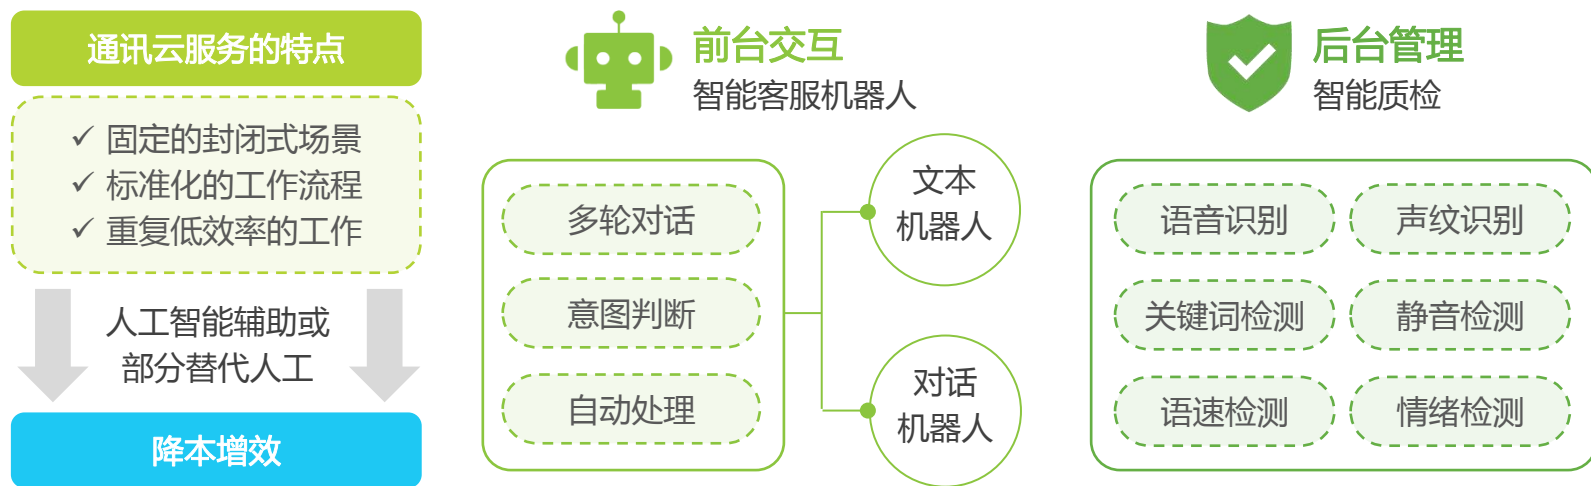 通讯云服务的特点
固定的封闭式场景
标准化的工作流程
重复低效率的工作
人工智能辅助或
部分替代人工
降本增效
前台交互
智能客服机器人
多轮对话
意图判断
自动处理
文本
机器人
对话
机器人
后台管理
智能质检
语音识别
声纹识别
关键词检测
静音检测
语速检测
情绪检测